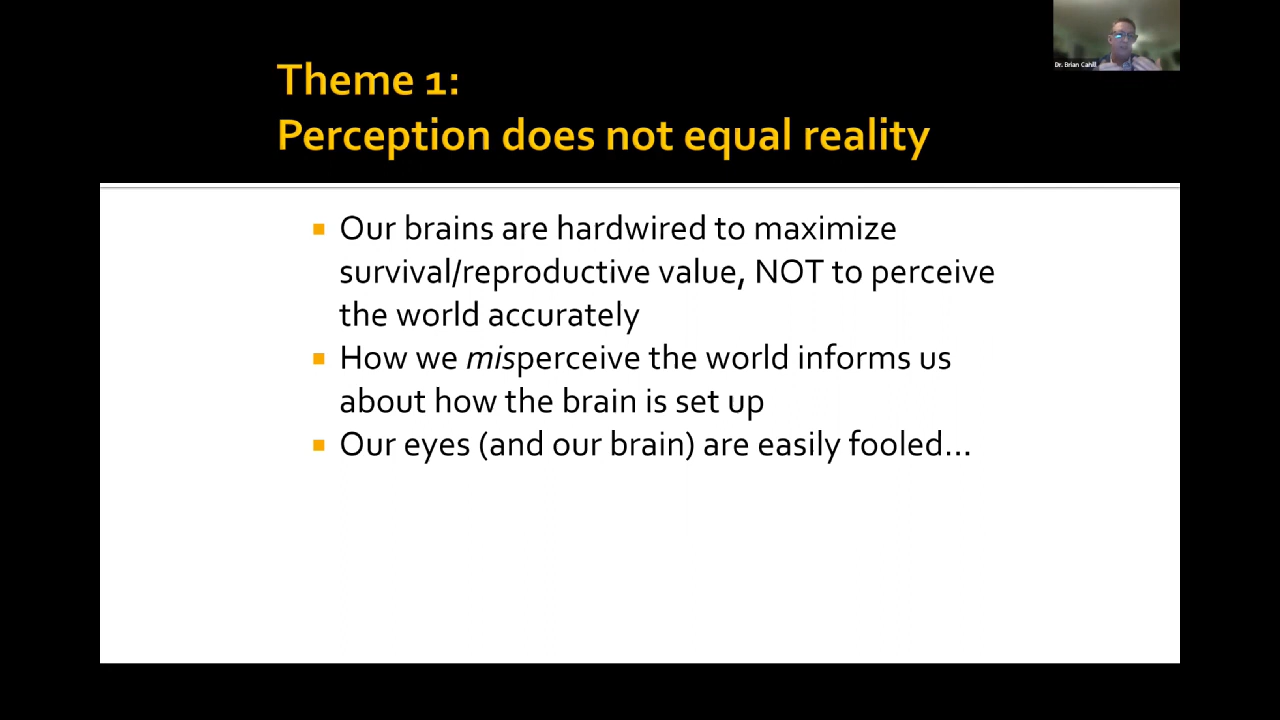 Dr. Brian Cahill
Theme 1:
Perception does not equal reality
Our brains are hardwired to maximize
survival/reproductive value, NOT to perceive
the world accurately
How we misperceive the world informs us
about how the brain is set up
Our eyes (and our brain) are easily fooled...